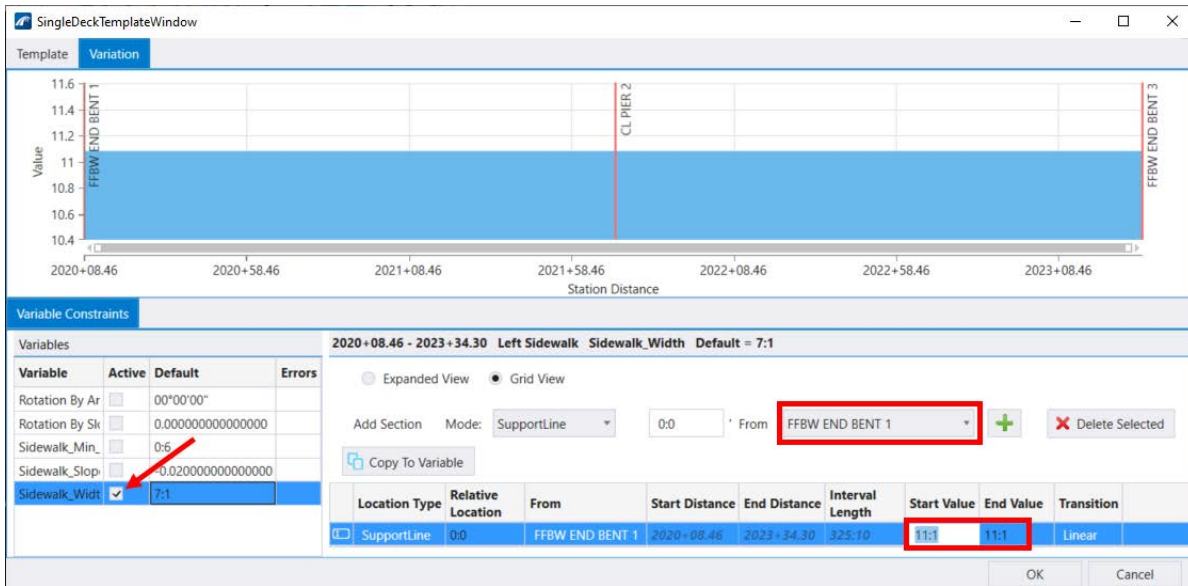 SingleDeckTemplateWindow
Template Variation
11.6
11.4
11.2
11
10.8
10.6
10.4
Value
FFBW END BENT 1
CL PIER 2
FFBW END BENT 3
2020+08.46 2020+58.46 2021+08.46 2021+58.46 2022+08.46 2022+58.46 2023+08.46
Station Distance
Variable Constraints
Variables
Variable Active Default Errors
Rotation By Ar 00°00'00"
Rotation By Slo 0.000000000000000
Sidewalk_Min_ 0:6
Sidewalk_Slop -0.020000000000000
Sidewalk_Widt 7:1
2020+08.46 - 2023+34.30 Left Sidewalk Sidewalk_Width Default = 7:1
Expanded View Grid View
Add Section Mode: SupportLine 0:0 ' From FFBW END BENT 1 Delete Selected
Copy To Variable
Location Type Relative Location From Start Distance End Distance Interval Length Start Value End Value Transition
SupportLine 0:0 FFBW END BENT 1 2020+08.46 2023+34.30 325:10 11:1 11:1 Linear
OK Cancel